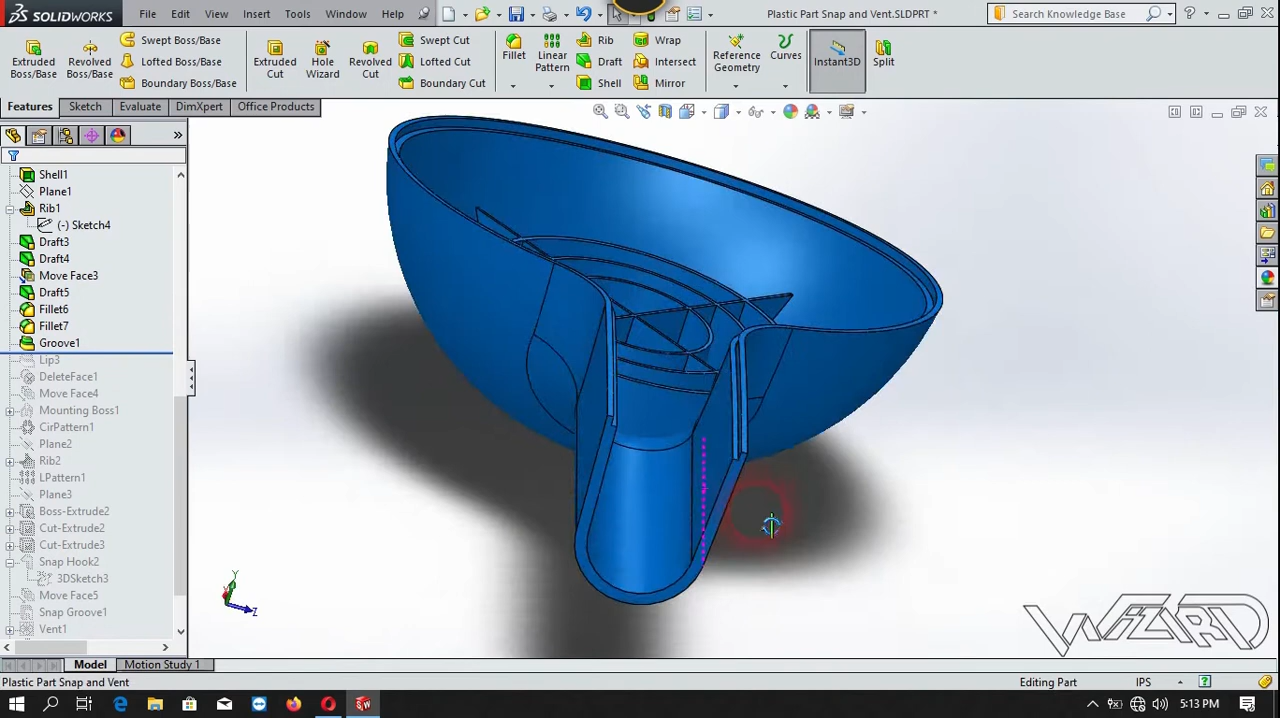 SOLIDWORKS
File Edit View Insert Tools Window Help
Plastic Part Snap and Vent.SLDPRT *
Search Knowledge Base
Extruded Boss/Base
Revolved Boss/Base
Swept Boss/Base
Lofted Boss/Base
Boundary Boss/Base
Extruded Cut
Hole Wizard
Revolved Cut
Swept Cut
Lofted Cut
Boundary Cut
Fillet
Linear Pattern
Rib
Draft
Shell
Wrap
Intersect
Mirror
Reference Geometry
Curves
Instant3D
Split
Features Sketch Evaluate DimXpert Office Products
Shell1
Plane1
Rib1
(-) Sketch4
Draft3
Draft4
Move Face3
Draft5
Fillet6
Fillet7
Groove1
Lip3
DeleteFace1
Move Face4
Mounting Boss1
CirPattern1
Plane2
Rib2
LPattern1
Plane3
Boss-Extrude2
Cut-Extrude2
Cut-Extrude3
Snap Hook2
3DSketch3
Move Face5
Snap Groove1
Vent1
Y
Z
WIZARD
Model Motion Study 1
Plastic Part Snap and Vent
Editing Part
IPS
5:13 PM